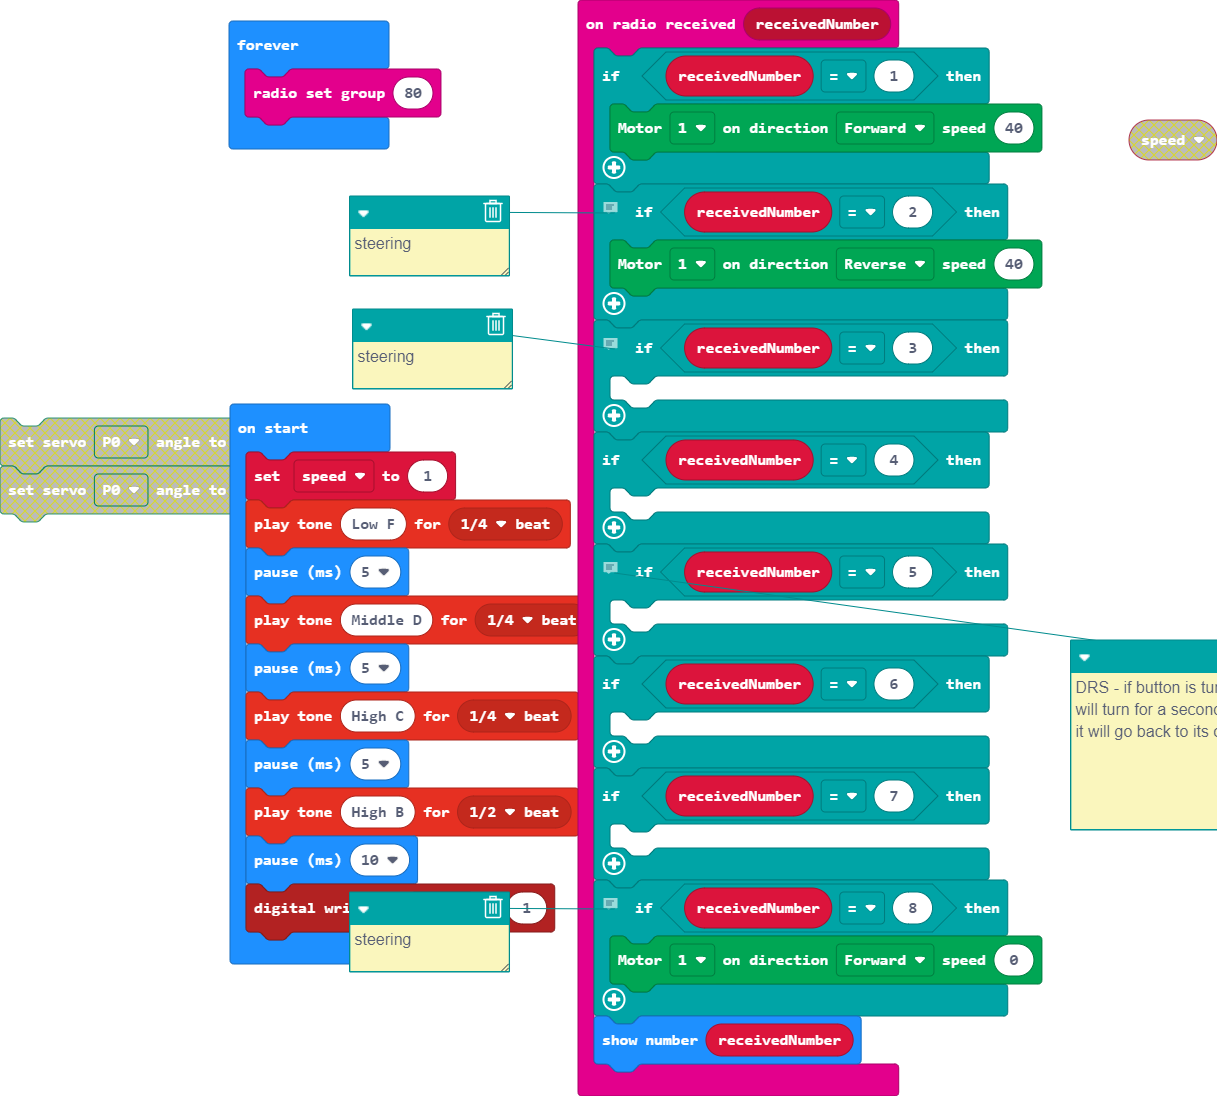 forever
radio set group 80
steering
steering
set servo P0 angle to
set servo P0 angle to
on start
set speed to 1
play tone Low F for 1/4 beat
pause (ms) 5
play tone Middle D for 1/4 beat
pause (ms) 5
play tone High C for 1/4 beat
pause (ms) 5
play tone High B for 1/2 beat
pause (ms) 10
digital wri 1
steering
on radio received receivedNumber
if receivedNumber = 1 then
Motor 1 on direction Forward speed 40
if receivedNumber = 2 then
Motor 1 on direction Reverse speed 40
if receivedNumber = 3 then
if receivedNumber = 4 then
if receivedNumber = 5 then
if receivedNumber = 6 then
if receivedNumber = 7 then
if receivedNumber = 8 then
Motor 1 on direction Forward speed 0
show number receivedNumber
speed
DRS - if button is tur
will turn for a second
it will go back to its